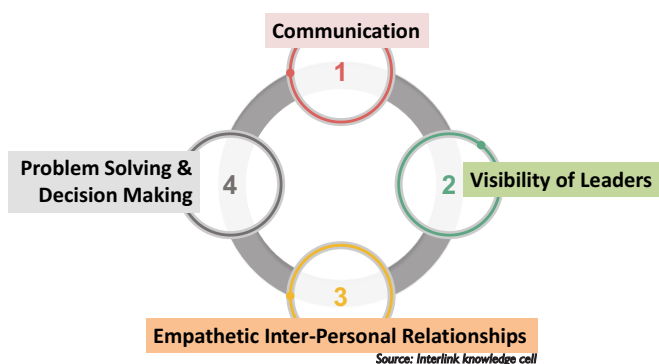 Communication
1
Problem Solving &
Decision Making
4
2
Visibility of Leaders
3
Empathetic Inter-Personal Relationships
Source: Interlink knowledge cell